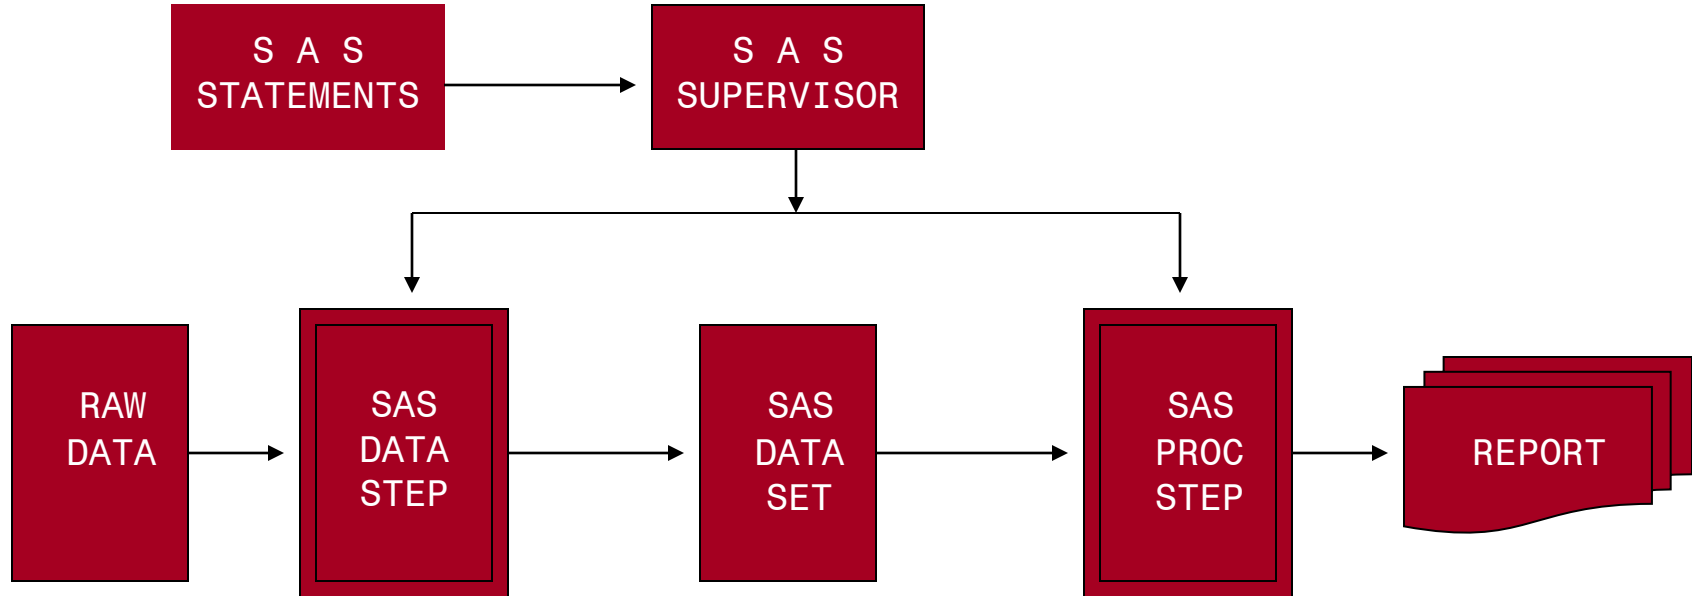 S A S
STATEMENTS
S A S
SUPERVISOR
RAW
DATA
SAS
DATA
STEP
SAS
DATA
SET
SAS
PROC
STEP
REPORT